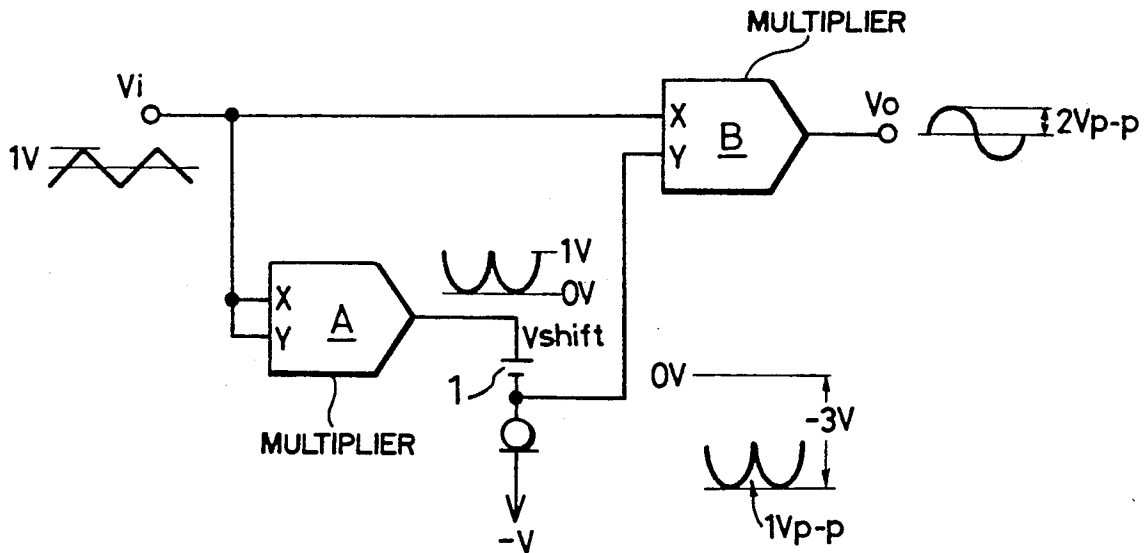 MULTIPLIER
Vi
1V
X
Y
B
Vo
2Vp-p
X
Y
A
1V
0V
Vshift
1
MULTIPLIER
0V
-3V
1Vp-p
-V